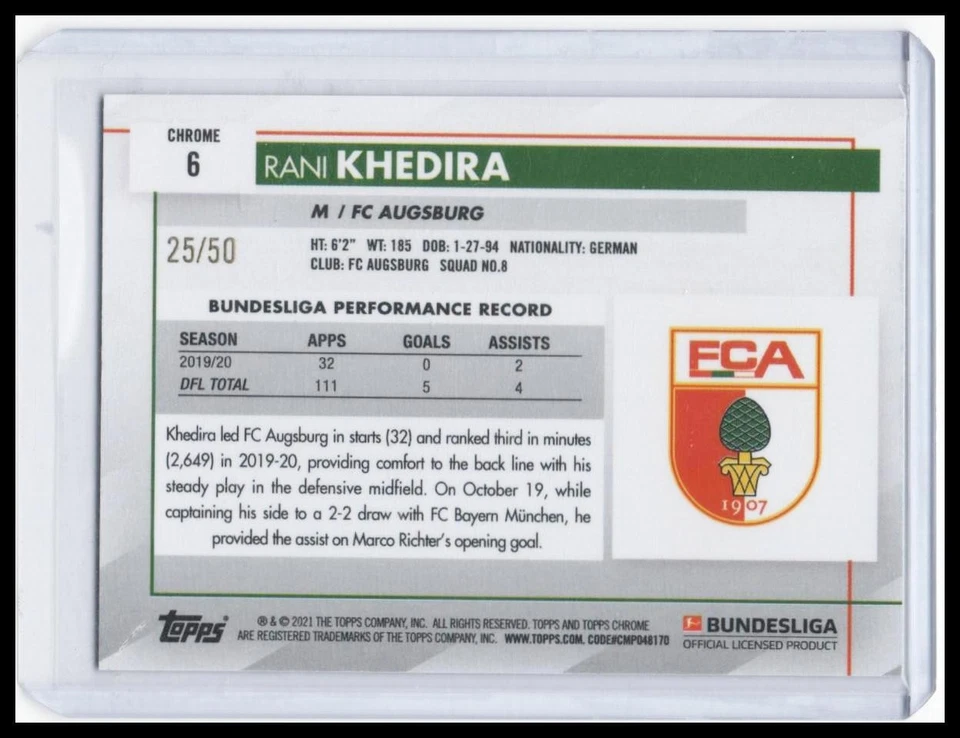 CHROME
6
RANI KHEDIRA
M / FC AUGSBURG
25/50
HT: 6'2" WT: 185 DOB: 1-27-94 NATIONALITY: GERMAN
CLUB: FC AUGSBURG SQUAD NO.8
BUNDESLIGA PERFORMANCE RECORD
SEASON APPS GOALS ASSISTS
2019/20 32 0 2
DFL TOTAL 111 5 4
Khedira led FC Augsburg in starts (32) and ranked third in minutes
(2,649) in 2019-20, providing comfort to the back line with his
steady play in the defensive midfield. On October 19, while
captaining his side to a 2-2 draw with FC Bayern München, he
provided the assist on Marco Richter's opening goal.
FCA
1907
TOPPS
® & © 2021 THE TOPPS COMPANY, INC. ALL RIGHTS RESERVED. TOPPS AND TOPPS CHROME
ARE REGISTERED TRADEMARKS OF THE TOPPS COMPANY, INC. WWW.TOPPS.COM. CODE#CMP048170
BUNDESLIGA
OFFICIAL LICENSED PRODUCT